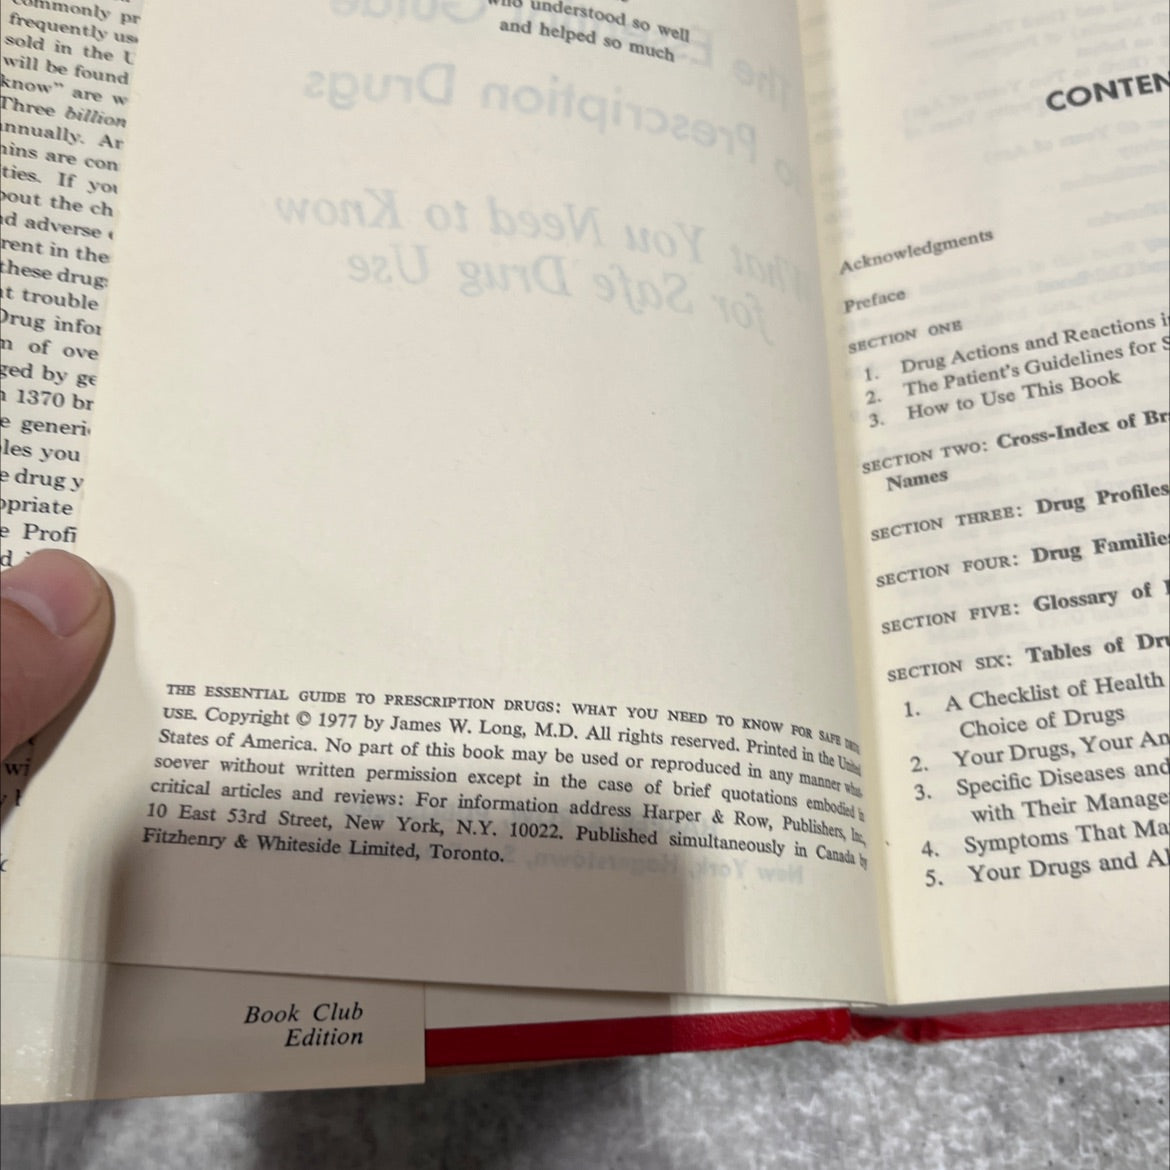 ommonly pr
frequently us
sold in the U
will be found
know" are w
Three billion
nnually. Ar
ins are con
ties. If you
out the ch
d adverse
rent in the
these drug
t trouble
Drug infor
n of ove
ged by ge
1370 br
e generi
les you
e drug y
opriate
e Profi
d
wi
who understood so well
and helped so much
The Essential Guide
to Prescription Drugs
What You Need to Know
for Safe Drug Use
THE ESSENTIAL GUIDE TO PRESCRIPTION DRUGS: WHAT YOU NEED TO KNOW FOR SAFE DRUG
USE. Copyright © 1977 by James W. Long, M.D. All rights reserved. Printed in the United
States of America. No part of this book may be used or reproduced in any manner what-
soever without written permission except in the case of brief quotations embodied in
critical articles and reviews: For information address Harper & Row, Publishers, Inc.,
10 East 53rd Street, New York, N.Y. 10022. Published simultaneously in Canada by
Fitzhenry & Whiteside Limited, Toronto.
New York, Hagerstown, S
Book Club
Edition
CONTEN
Acknowledgments
Preface
SECTION ONE
1. Drug Actions and Reactions i
2. The Patient's Guidelines for S
3. How to Use This Book
SECTION TWO: Cross-Index of Br
Names
SECTION THREE: Drug Profiles
SECTION FOUR: Drug Familie
SECTION FIVE: Glossary of
SECTION SIX: Tables of Dru
1. A Checklist of Health
Choice of Drugs
2. Your Drugs, Your An
3. Specific Diseases and
with Their Manage
4. Symptoms That Ma
5. Your Drugs and Al